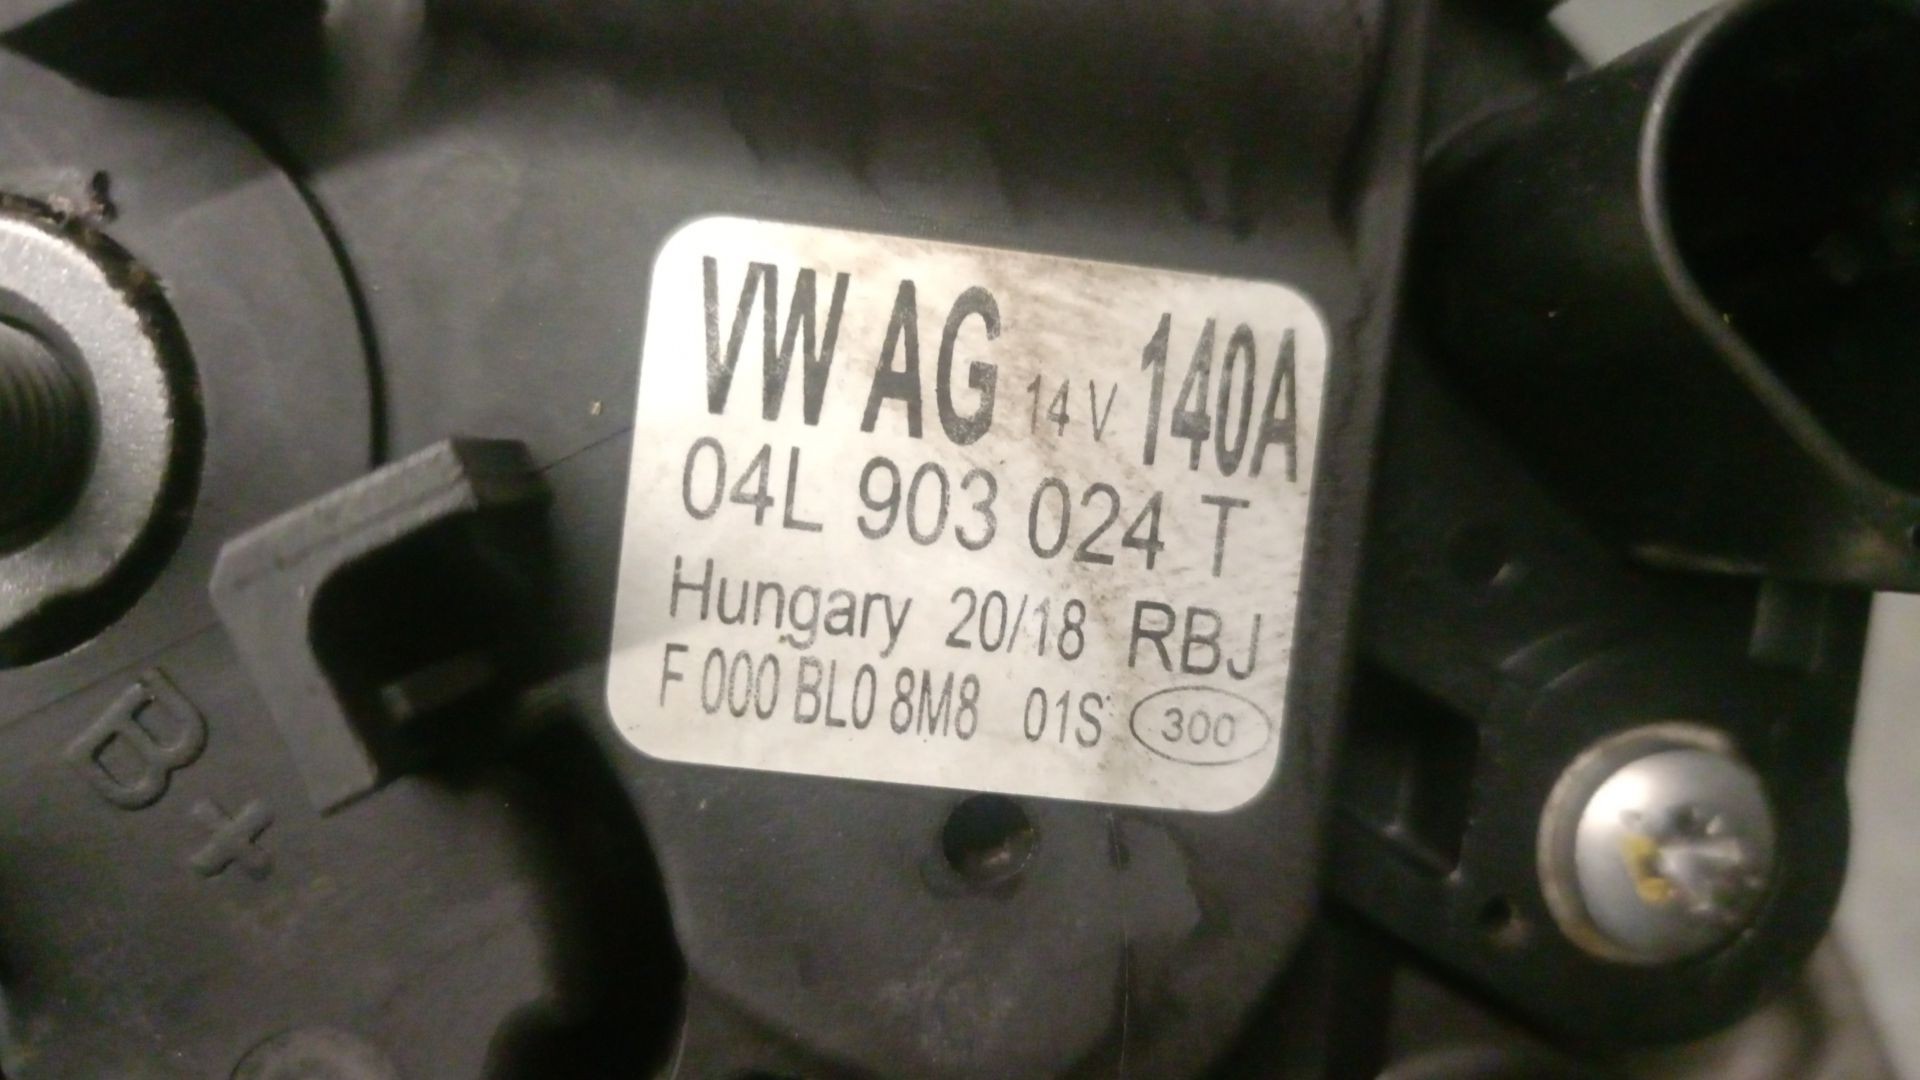 VW AG 14 V 140A
04L 903 024 T
Hungary 20/18 RBJ
F 000 BL0 8M8 01S 300
B+